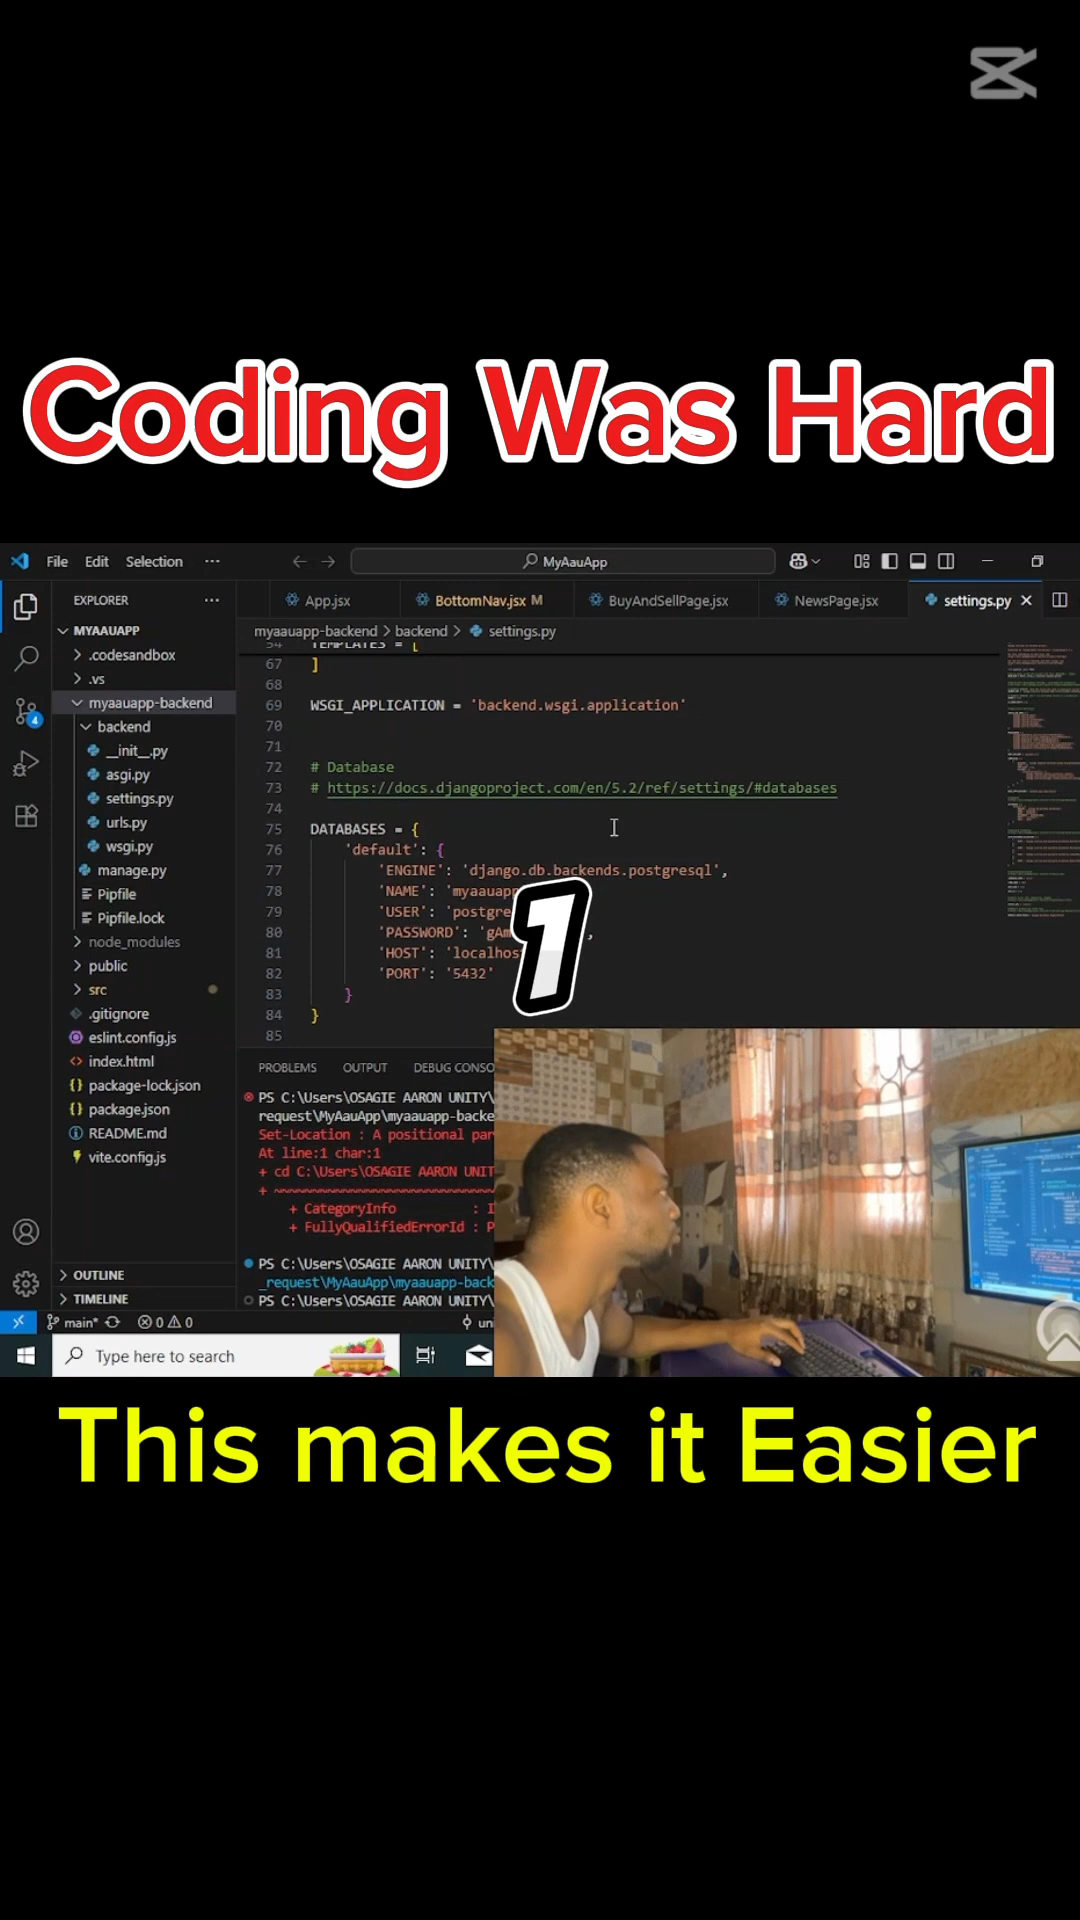 Coding Was Hard
File Edit Selection ...
MyAauApp
EXPLORER ...
App.jsx BottomNav.jsx M BuyAndSellPage.jsx NewsPage.jsx settings.py
MYAAUAPP
.codesandbox
.vs
myaauapp-backend
backend
__init__.py
asgi.py
settings.py
urls.py
wsgi.py
manage.py
Pipfile
Pipfile.lock
node_modules
public
src
.gitignore
eslint.config.js
index.html
package-lock.json
package.json
README.md
vite.config.js
OUTLINE
TIMELINE
4
myaauapp-backend > backend > settings.py
54 TEMPLATES = [
67 ]
68
69 WSGI_APPLICATION = 'backend.wsgi.application'
70
71
72 # Database
73 # https://docs.djangoproject.com/en/5.2/ref/settings/#databases
74
75 DATABASES = {
76 'default': {
77 'ENGINE': 'django.db.backends.postgresql',
78 'NAME': 'myaauapp
79 'USER': 'postgre
80 'PASSWORD': ,
81 'HOST': 'localhos
82 'PORT': '5432'
83 }
84 }
85
1
PROBLEMS OUTPUT DEBUG CONSO
PS C:\Users\OSAGIE AARON UNITY\
request\MyAauApp\myaauapp-backe
Set-Location : A positional par
At line:1 char:1
+ cd C:\Users\OSAGIE AARON UNIT
+ ~~~~~~~~~~~~~~~~~~~~~~~~~~~~
+ CategoryInfo : I
+ FullyQualifiedErrorId : P
PS C:\Users\OSAGIE AARON UNITY\
_request\MyAauApp\myaauapp-back
PS C:\Users\OSAGIE AARON UNITY\
main* 0 0 uni
Type here to search
This makes it Easier